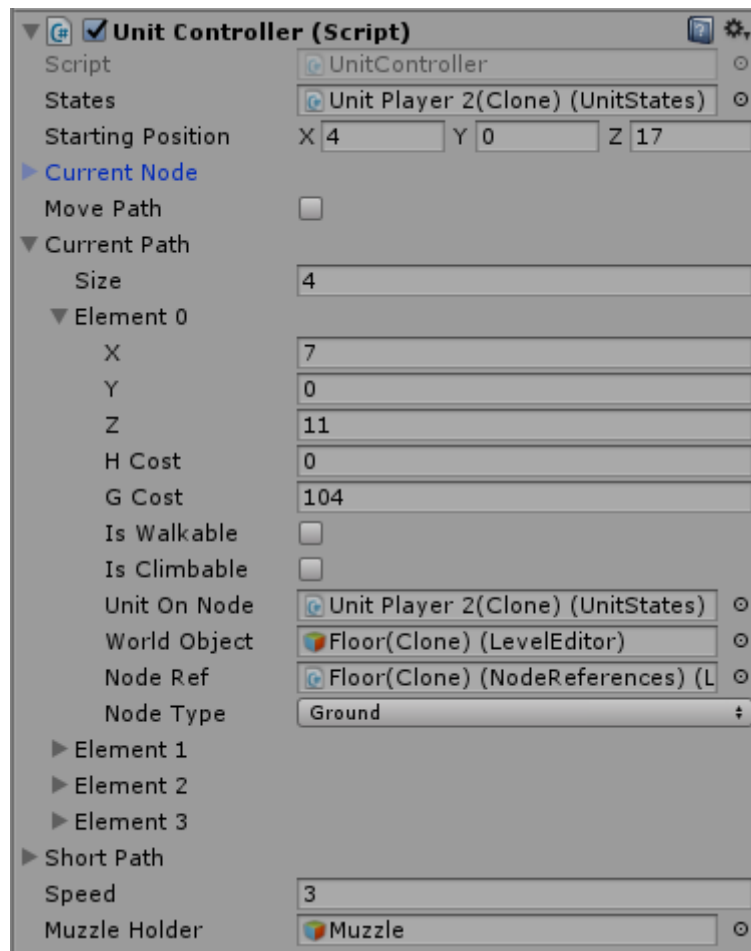 Unit Controller (Script)
Script UnitController
States Unit Player 2(Clone) (UnitStates)
Starting Position X 4 Y 0 Z 17
Current Node
Move Path
Current Path
Size 4
Element 0
X 7
Y 0
Z 11
H Cost 0
G Cost 104
Is Walkable
Is Climbable
Unit On Node Unit Player 2(Clone) (UnitStates)
World Object Floor(Clone) (LevelEditor)
Node Ref Floor(Clone) (NodeReferences) (L
Node Type Ground
Element 1
Element 2
Element 3
Short Path
Speed 3
Muzzle Holder Muzzle